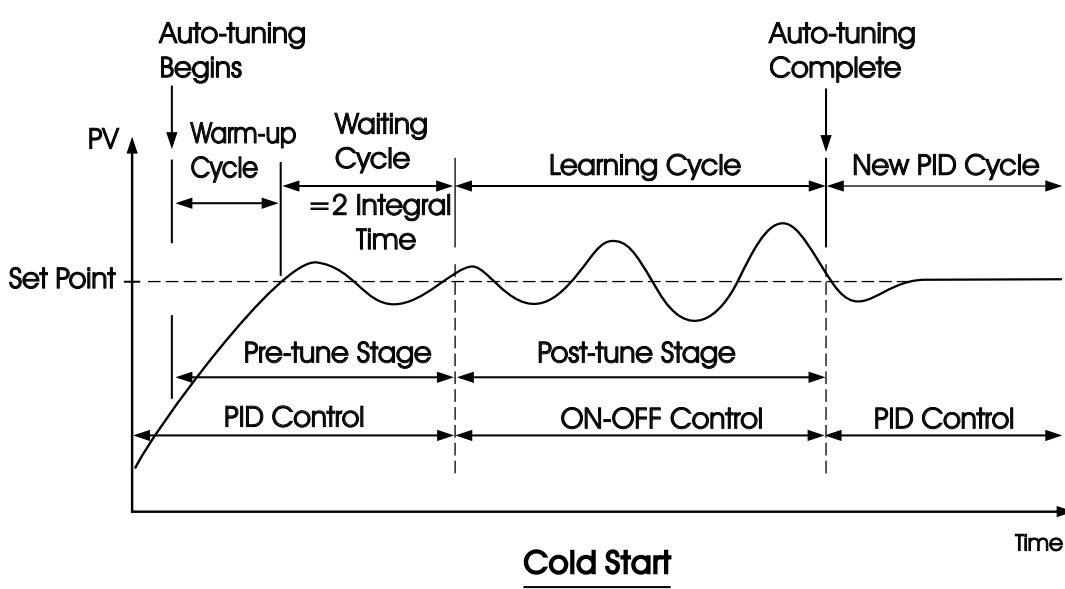 Auto-tuning
Begins
Auto-tuning
Complete
PV
Warm-up
Cycle
Waiting
Cycle
=2 Integral
Time
Learning Cycle
New PID Cycle
Set Point
Pre-tune Stage
Post-tune Stage
PID Control
ON-OFF Control
PID Control
Time
Cold Start